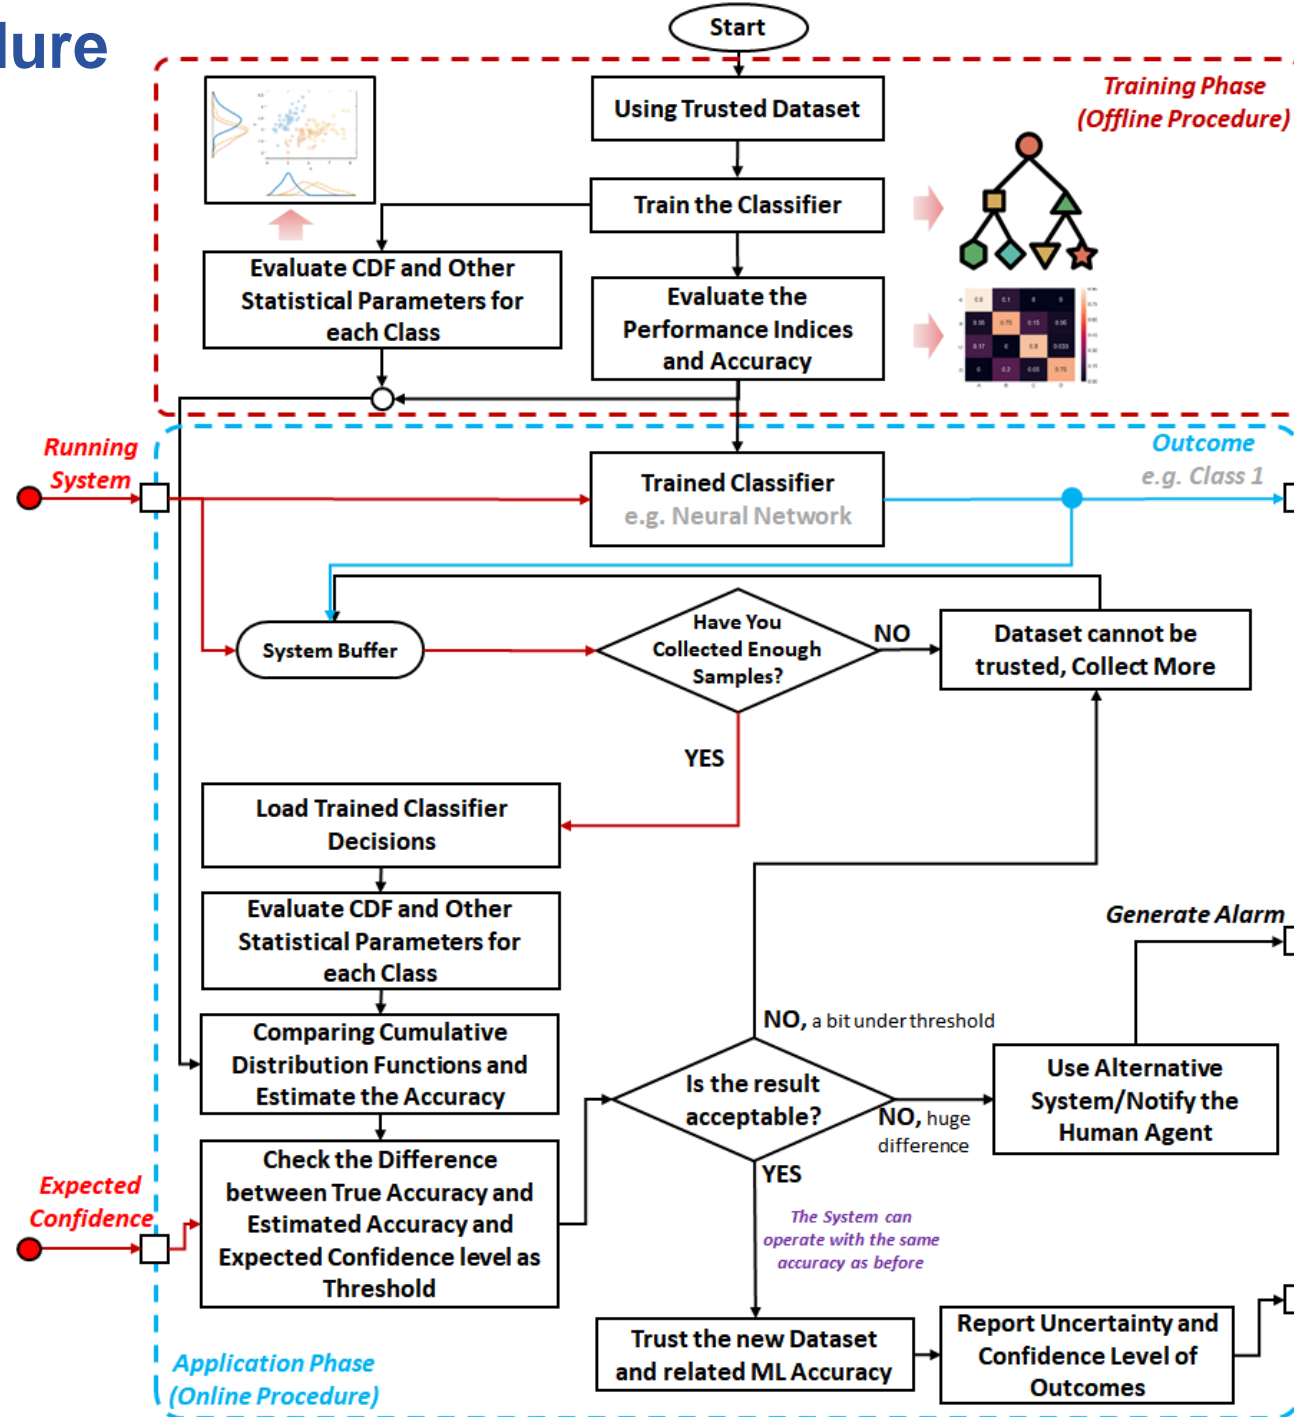 dure
Start
Training Phase
(Offline Procedure)
Using Trusted Dataset
Train the Classifier
Evaluate CDF and Other
Statistical Parameters for
each Class
Evaluate the
Performance Indices
and Accuracy
Running
System
Trained Classifier
e.g. Neural Network
Outcome
e.g. Class 1
System Buffer
Have You
Collected Enough
Samples?
NO
Dataset cannot be
trusted, Collect More
YES
Load Trained Classifier
Decisions
Evaluate CDF and Other
Statistical Parameters for
each Class
Comparing Cumulative
Distribution Functions and
Estimate the Accuracy
Generate Alarm
NO, a bit under threshold
Is the result
acceptable?
NO, huge
difference
Use Alternative
System/Notify the
Human Agent
Expected
Confidence
Check the Difference
between True Accuracy and
Estimated Accuracy and
Expected Confidence level as
Threshold
YES
The System can
operate with the same
accuracy as before
Trust the new Dataset
and related ML Accuracy
Report Uncertainty and
Confidence Level of
Outcomes
Application Phase
(Online Procedure)